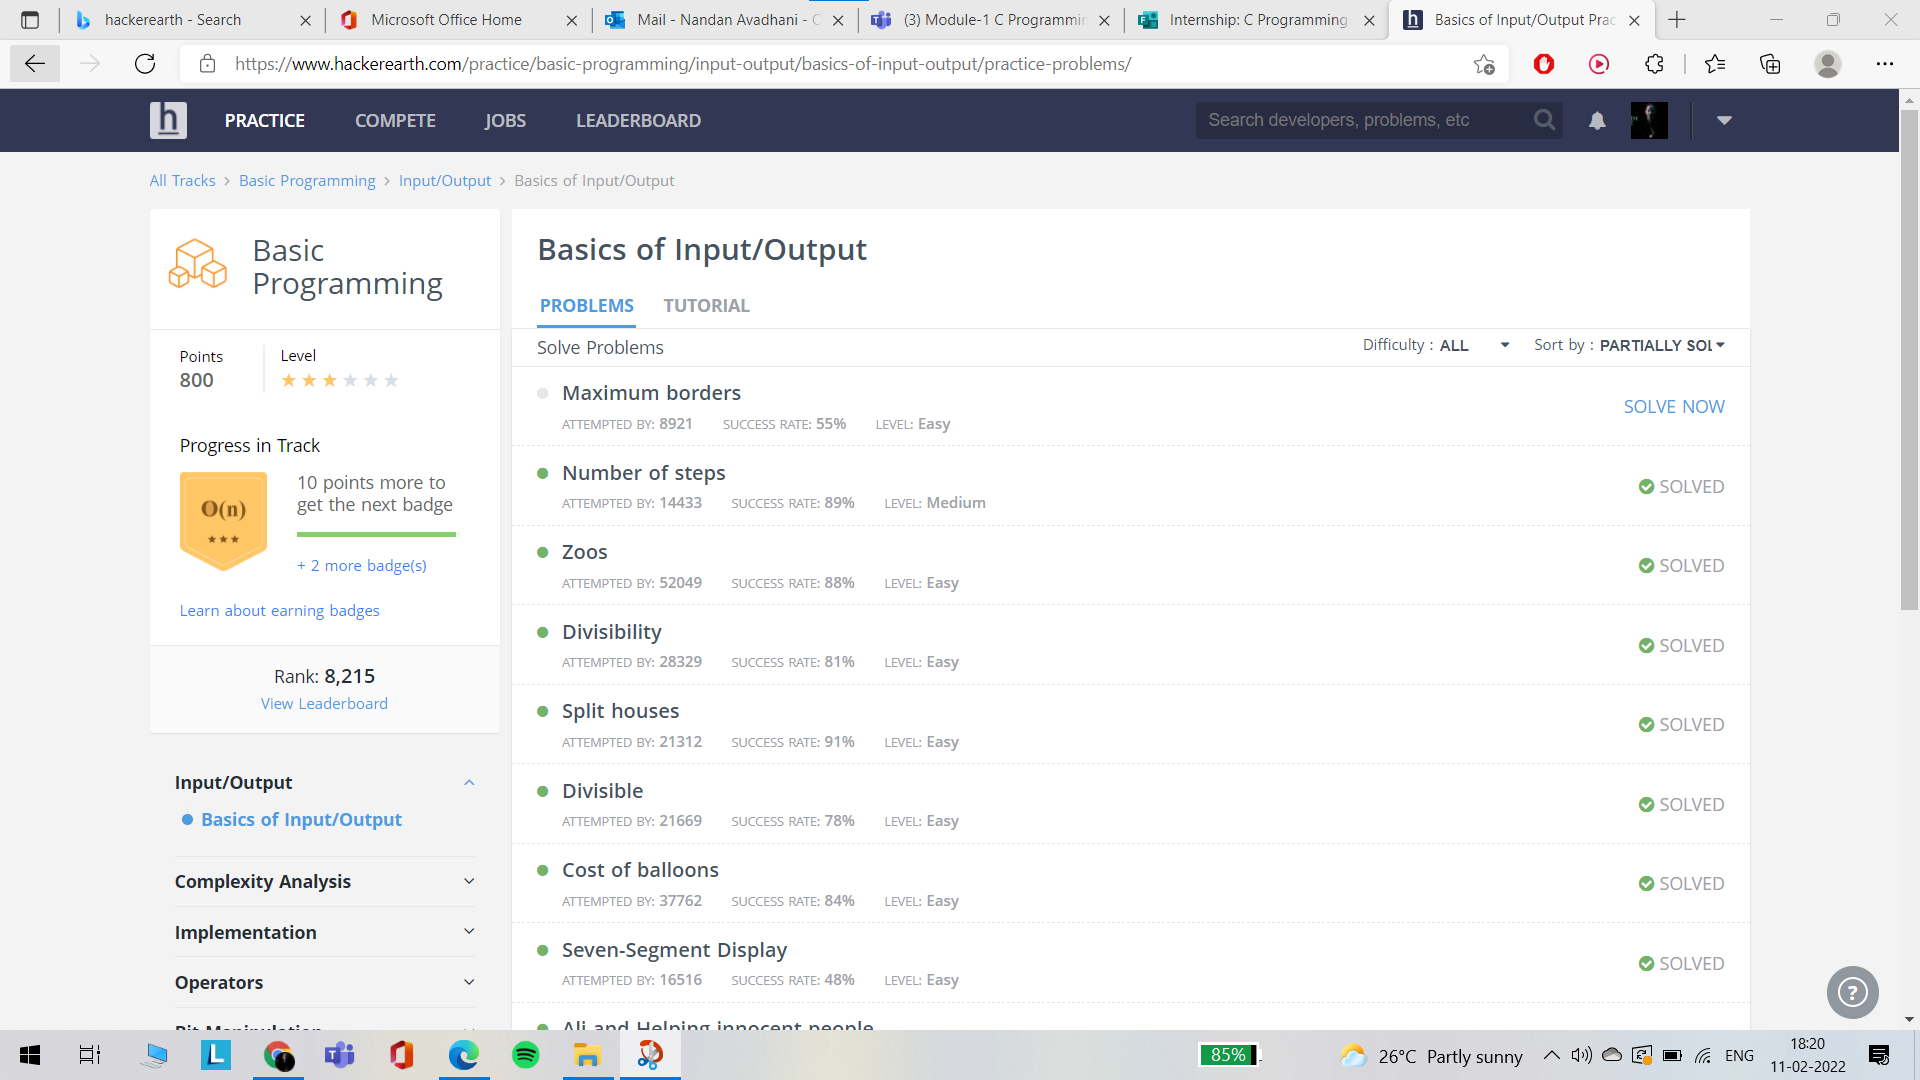 hackerearth - Search
Microsoft Office Home
Mail - Nandan Avadhani - O
(3) Module-1 C Programmin
Internship: C Programming
Basics of Input/Output Prac
https://www.hackerearth.com/practice/basic-programming/input-output/basics-of-input-output/practice-problems/
h PRACTICE COMPETE JOBS LEADERBOARD Search developers, problems, etc
All Tracks > Basic Programming > Input/Output > Basics of Input/Output
Basic
Programming
Points
800
Level
Progress in Track
O(n)
10 points more to
get the next badge
+ 2 more badge(s)
Learn about earning badges
Rank: 8,215
View Leaderboard
Input/Output
Basics of Input/Output
Complexity Analysis
Implementation
Operators
Bit Manipulation
Basics of Input/Output
PROBLEMS TUTORIAL
Solve Problems Difficulty : ALL Sort by : PARTIALLY SOL
Maximum borders
ATTEMPTED BY: 8921 SUCCESS RATE: 55% LEVEL: Easy
SOLVE NOW
Number of steps
ATTEMPTED BY: 14433 SUCCESS RATE: 89% LEVEL: Medium
SOLVED
Zoos
ATTEMPTED BY: 52049 SUCCESS RATE: 88% LEVEL: Easy
SOLVED
Divisibility
ATTEMPTED BY: 28329 SUCCESS RATE: 81% LEVEL: Easy
SOLVED
Split houses
ATTEMPTED BY: 21312 SUCCESS RATE: 91% LEVEL: Easy
SOLVED
Divisible
ATTEMPTED BY: 21669 SUCCESS RATE: 78% LEVEL: Easy
SOLVED
Cost of balloons
ATTEMPTED BY: 37762 SUCCESS RATE: 84% LEVEL: Easy
SOLVED
Seven-Segment Display
ATTEMPTED BY: 16516 SUCCESS RATE: 48% LEVEL: Easy
SOLVED
Ali and Helping innocent people
?
L
85%
26°C Partly sunny
ENG
18:20
11-02-2022